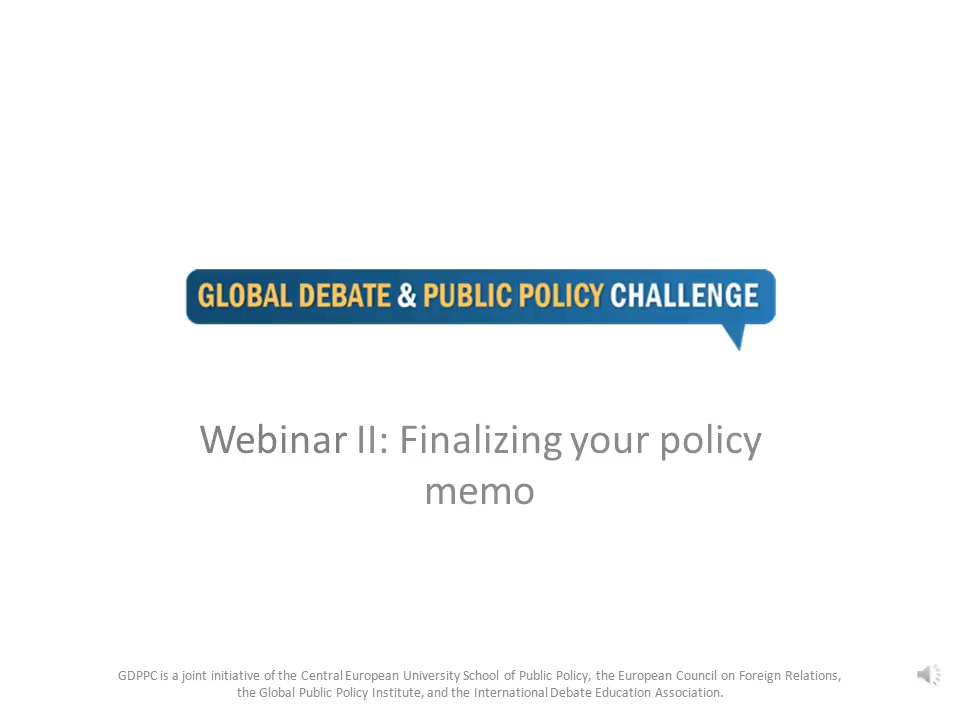 GLOBAL DEBATE & PUBLIC POLICY CHALLENGE
Webinar II: Finalizing your policy
memo
GDPPC is a joint initiative of the Central European University School of Public Policy, the European Council on Foreign Relations,
the Global Public Policy Institute, and the International Debate Education Association.